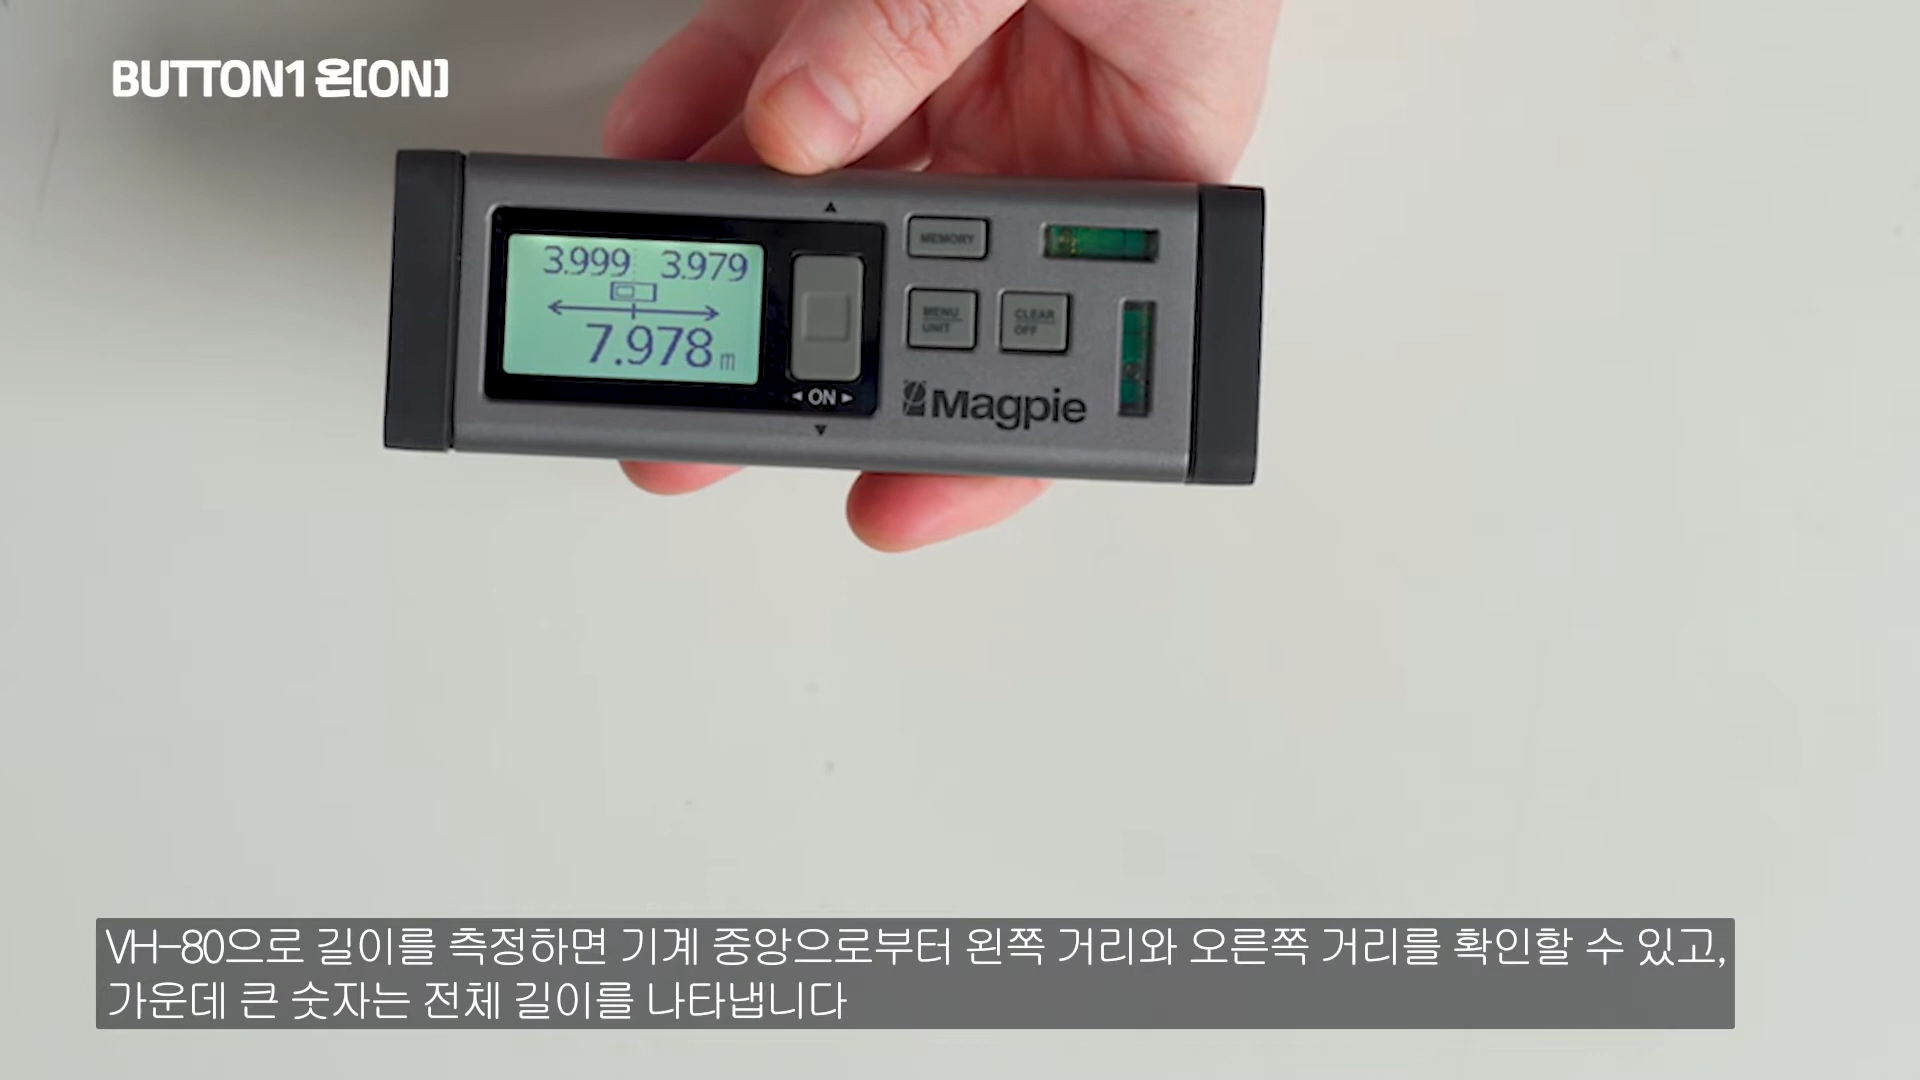 BUTTON1 온[ON]
3.999 3.979
7.978 m
MEMORY
MENU
UNIT
CLEAR
OFF
◄ ON ►
Magpie
VH-80으로 길이를 측정하면 기계 중앙으로부터 왼쪽 거리와 오른쪽 거리를 확인할 수 있고,
가운데 큰 숫자는 전체 길이를 나타냅니다